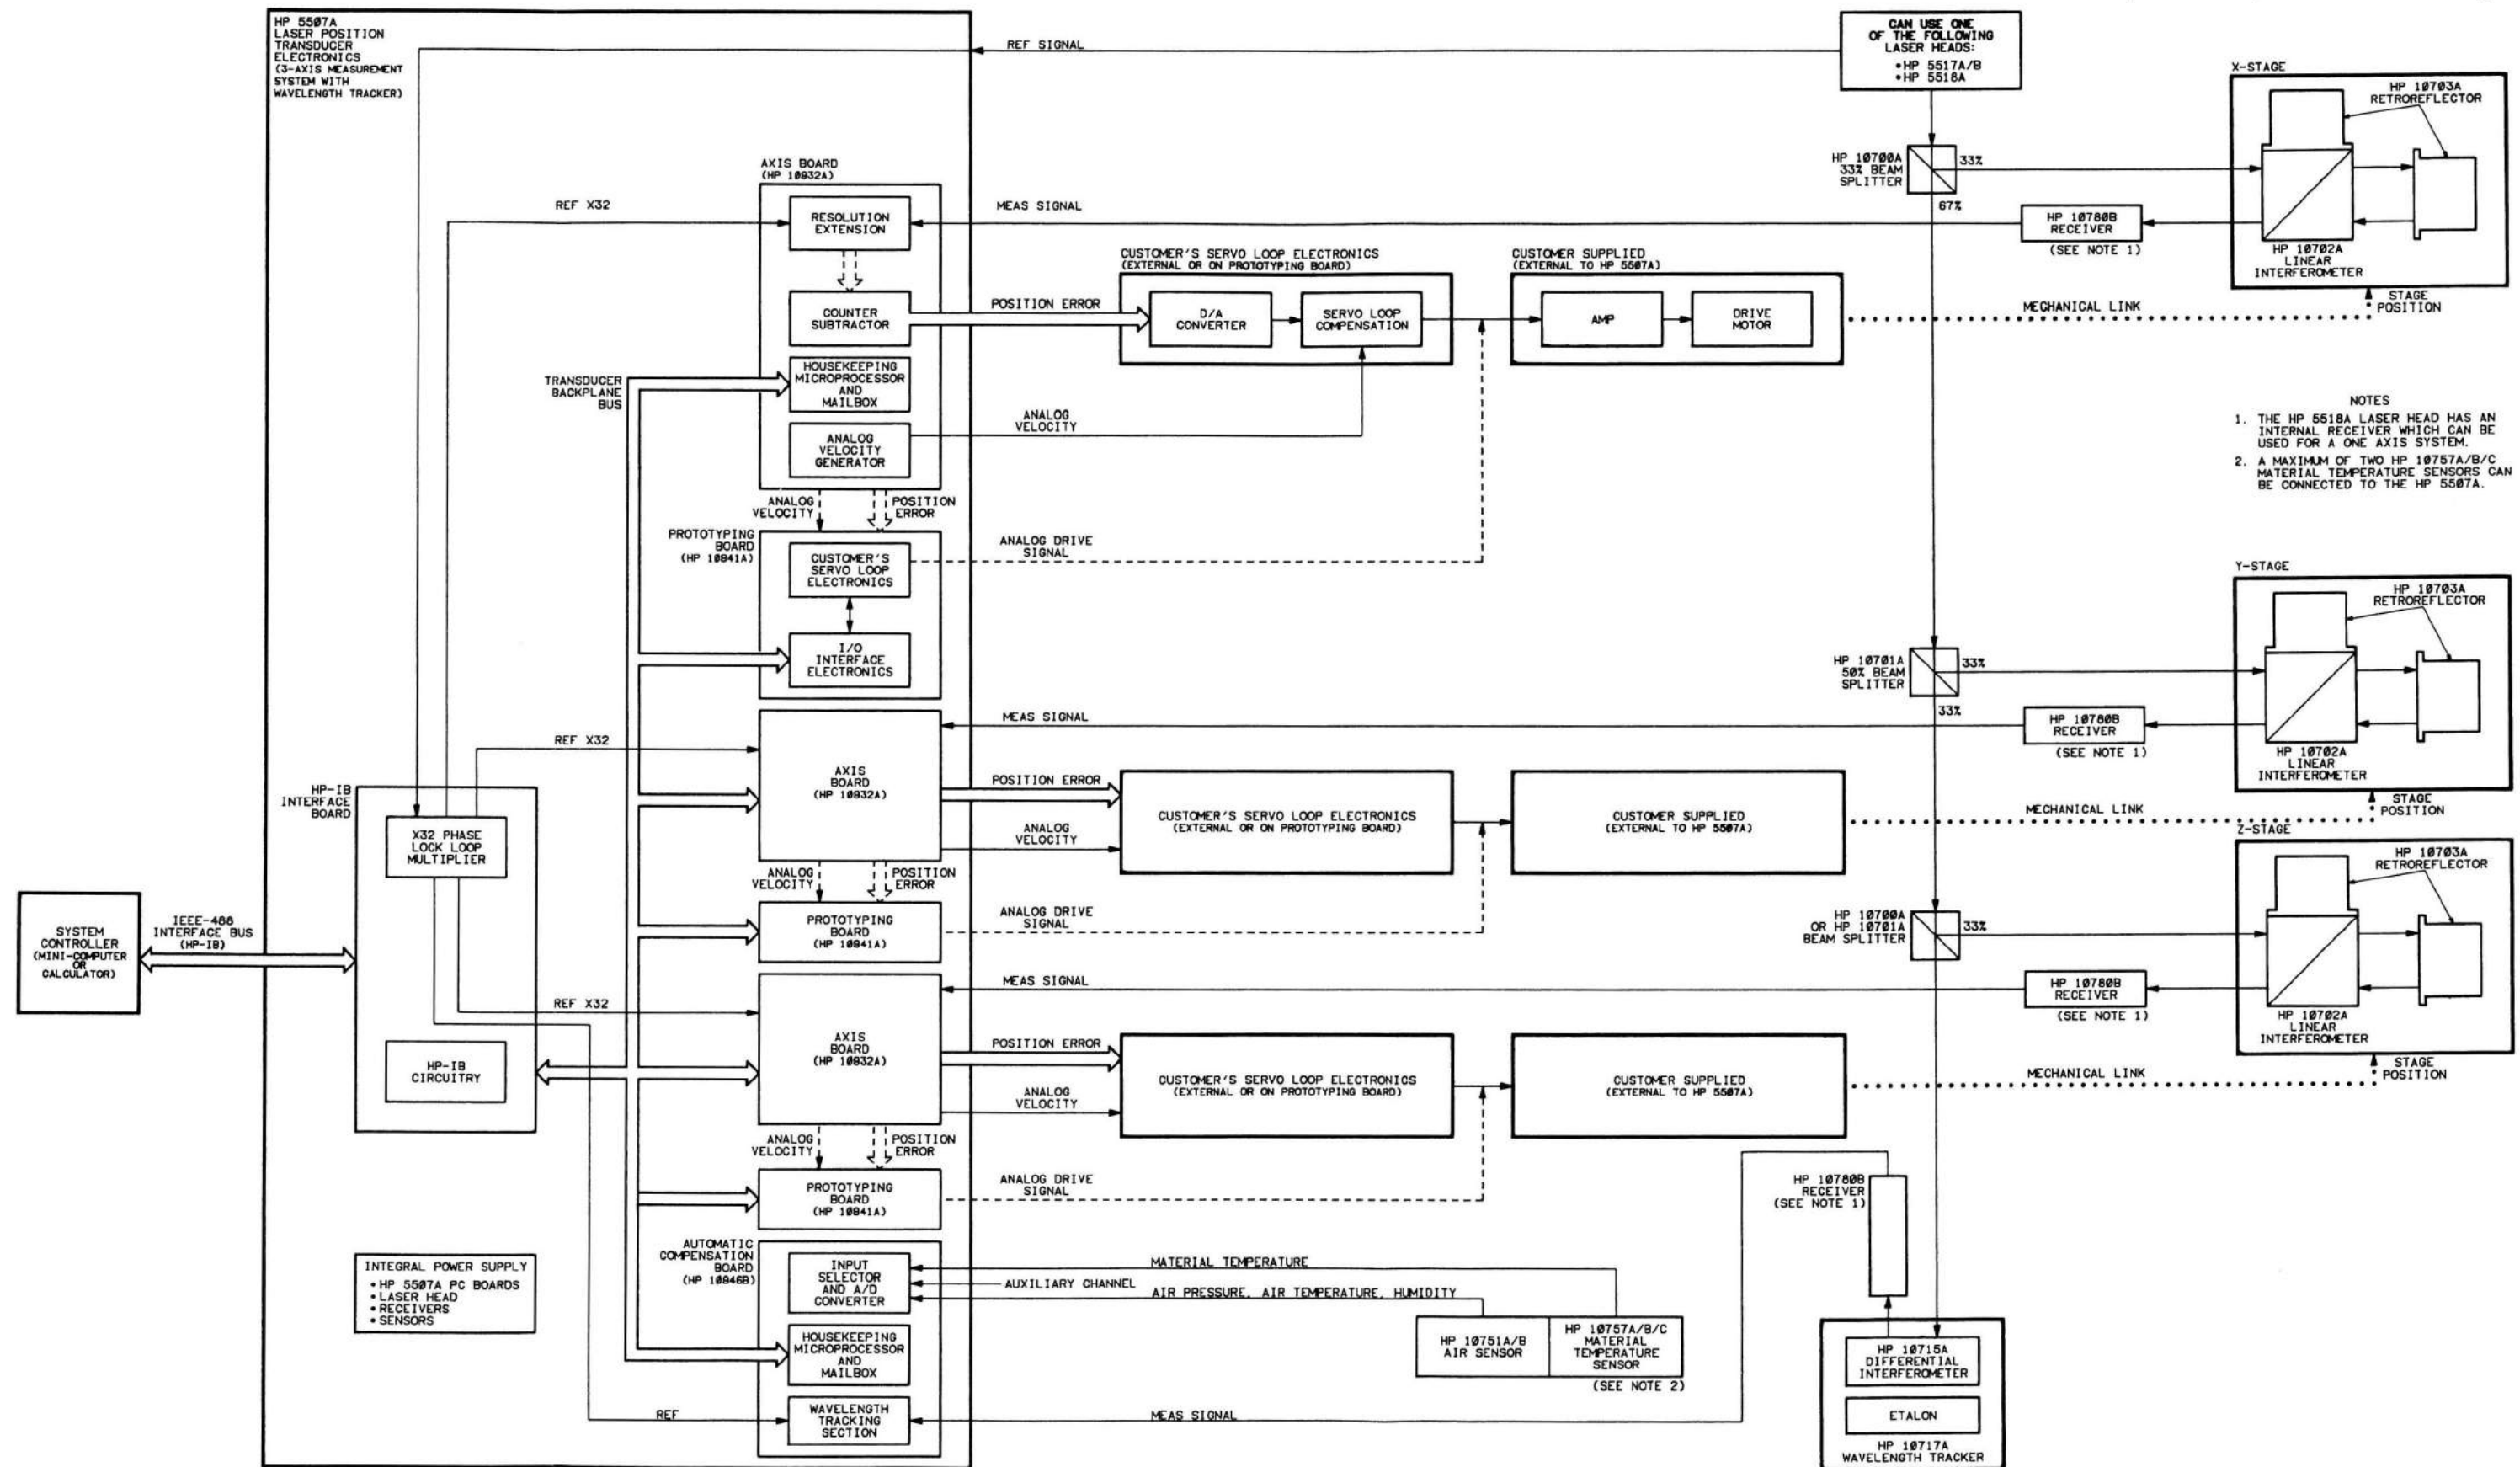 HP 5507A
LASER POSITION
TRANSDUCER
ELECTRONICS
(3-AXIS MEASUREMENT
SYSTEM WITH
WAVELENGTH TRACKER)
REF SIGNAL
CAN USE ONE
OF THE FOLLOWING
LASER HEADS:
•HP 5517A/B
•HP 5518A
X-STAGE
HP 10703A
RETROREFLECTOR
HP 10700A
33% BEAM
SPLITTER
33%
67%
AXIS BOARD
(HP 10932A)
REF X32
RESOLUTION
EXTENSION
MEAS SIGNAL
HP 10780B
RECEIVER
(SEE NOTE 1)
HP 10702A
LINEAR
INTERFEROMETER
COUNTER
SUBTRACTOR
POSITION ERROR
CUSTOMER'S SERVO LOOP ELECTRONICS
(EXTERNAL OR ON PROTOTYPING BOARD)
D/A
CONVERTER
SERVO LOOP
COMPENSATION
CUSTOMER SUPPLIED
(EXTERNAL TO HP 5507A)
AMP
DRIVE
MOTOR
MECHANICAL LINK
STAGE
POSITION
TRANSDUCER
BACKPLANE
BUS
HOUSEKEEPING
MICROPROCESSOR
AND
MAILBOX
ANALOG
VELOCITY
GENERATOR
ANALOG
VELOCITY
NOTES
1. THE HP 5518A LASER HEAD HAS AN
INTERNAL RECEIVER WHICH CAN BE
USED FOR A ONE AXIS SYSTEM.
2. A MAXIMUM OF TWO HP 10757A/B/C
MATERIAL TEMPERATURE SENSORS CAN
BE CONNECTED TO THE HP 5507A.
ANALOG
VELOCITY
POSITION
ERROR
PROTOTYPING
BOARD
(HP 10941A)
CUSTOMER'S
SERVO LOOP
ELECTRONICS
ANALOG DRIVE
SIGNAL
I/O
INTERFACE
ELECTRONICS
Y-STAGE
HP 10703A
RETROREFLECTOR
HP 10701A
50% BEAM
SPLITTER
33%
33%
MEAS SIGNAL
HP 10780B
RECEIVER
(SEE NOTE 1)
HP 10702A
LINEAR
INTERFEROMETER
REF X32
AXIS
BOARD
(HP 10932A)
POSITION ERROR
ANALOG
VELOCITY
CUSTOMER'S SERVO LOOP ELECTRONICS
(EXTERNAL OR ON PROTOTYPING BOARD)
CUSTOMER SUPPLIED
(EXTERNAL TO HP 5507A)
MECHANICAL LINK
STAGE
POSITION
HP-IB
INTERFACE
BOARD
X32 PHASE
LOCK LOOP
MULTIPLIER
ANALOG
VELOCITY
POSITION
ERROR
PROTOTYPING
BOARD
(HP 10941A)
ANALOG DRIVE
SIGNAL
Z-STAGE
HP 10703A
RETROREFLECTOR
HP 10700A
OR HP 10701A
BEAM SPLITTER
33%
SYSTEM
CONTROLLER
(MINI-COMPUTER
OR
CALCULATOR)
IEEE-488
INTERFACE BUS
(HP-IB)
MEAS SIGNAL
HP 10780B
RECEIVER
(SEE NOTE 1)
HP 10702A
LINEAR
INTERFEROMETER
REF X32
AXIS
BOARD
(HP 10932A)
POSITION ERROR
ANALOG
VELOCITY
CUSTOMER'S SERVO LOOP ELECTRONICS
(EXTERNAL OR ON PROTOTYPING BOARD)
CUSTOMER SUPPLIED
(EXTERNAL TO HP 5507A)
MECHANICAL LINK
STAGE
POSITION
HP-IB
CIRCUITRY
ANALOG
VELOCITY
POSITION
ERROR
PROTOTYPING
BOARD
(HP 10941A)
ANALOG DRIVE
SIGNAL
HP 10780B
RECEIVER
(SEE NOTE 1)
INTEGRAL POWER SUPPLY
•HP 5507A PC BOARDS
•LASER HEAD
•RECEIVERS
•SENSORS
AUTOMATIC
COMPENSATION
BOARD
(HP 10946B)
INPUT
SELECTOR
AND A/D
CONVERTER
MATERIAL TEMPERATURE
AUXILIARY CHANNEL
AIR PRESSURE, AIR TEMPERATURE, HUMIDITY
HP 10751A/B
AIR SENSOR
HP 10757A/B/C
MATERIAL
TEMPERATURE
SENSOR
(SEE NOTE 2)
HOUSEKEEPING
MICROPROCESSOR
AND
MAILBOX
REF
WAVELENGTH
TRACKING
SECTION
MEAS SIGNAL
HP 10715A
DIFFERENTIAL
INTERFEROMETER
ETALON
HP 10717A
WAVELENGTH TRACKER